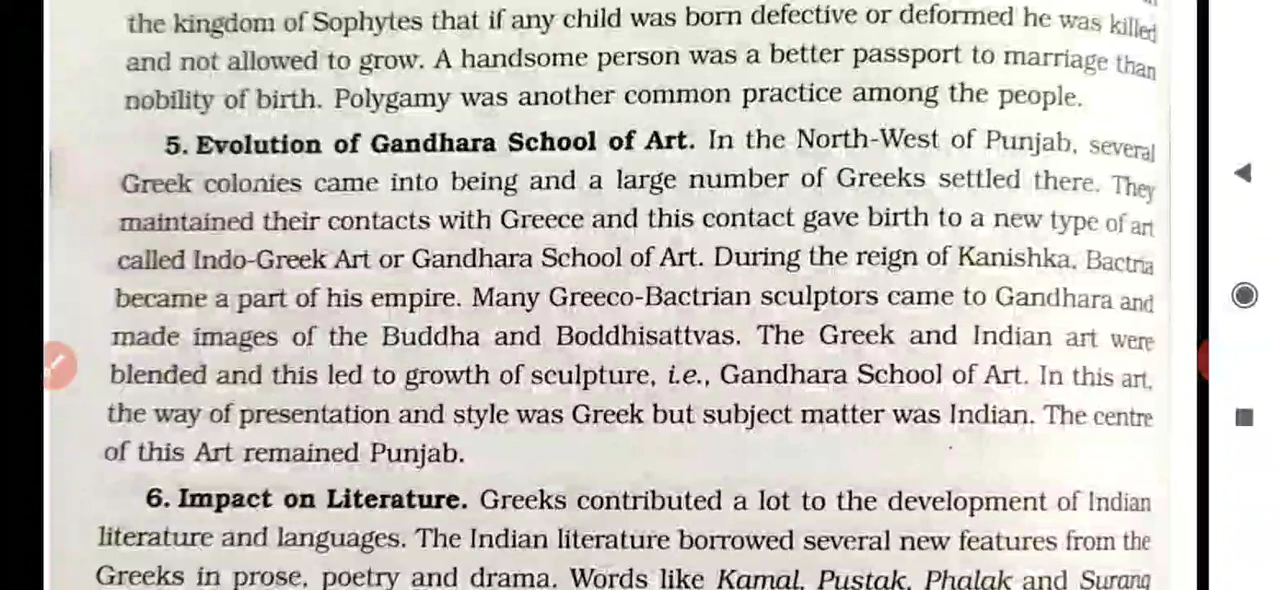 the kingdom of Sophytes that if any child was born defective or deformed he was killed
and not allowed to grow. A handsome person was a better passport to marriage than
nobility of birth. Polygamy was another common practice among the people.
5. Evolution of Gandhara School of Art. In the North-West of Punjab, several
Greek colonies came into being and a large number of Greeks settled there. They
maintained their contacts with Greece and this contact gave birth to a new type of art
called Indo-Greek Art or Gandhara School of Art. During the reign of Kanishka, Bactria
became a part of his empire. Many Greeco-Bactrian sculptors came to Gandhara and
made images of the Buddha and Boddhisattvas. The Greek and Indian art were
blended and this led to growth of sculpture, i.e., Gandhara School of Art. In this art,
the way of presentation and style was Greek but subject matter was Indian. The centre
of this Art remained Punjab.
6. Impact on Literature. Greeks contributed a lot to the development of Indian
literature and languages. The Indian literature borrowed several new features from the
Greeks in prose, poetry and drama. Words like Kamal, Pustak, Phalak and Surang